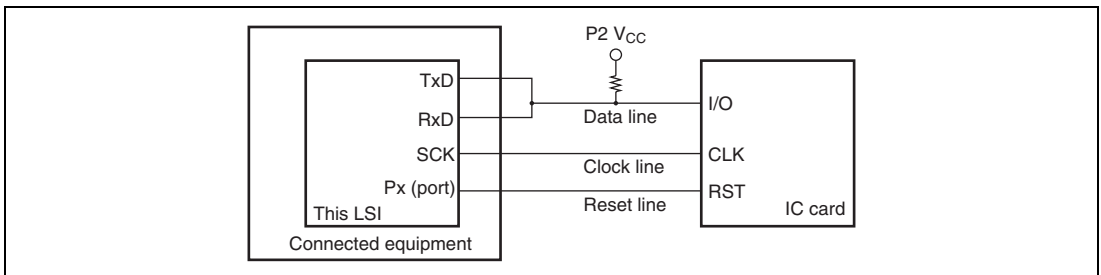 P2 VCC
TxD
RxD
SCK
Px (port)
This LSI
Connected equipment
Data line
Clock line
Reset line
I/O
CLK
RST
IC card